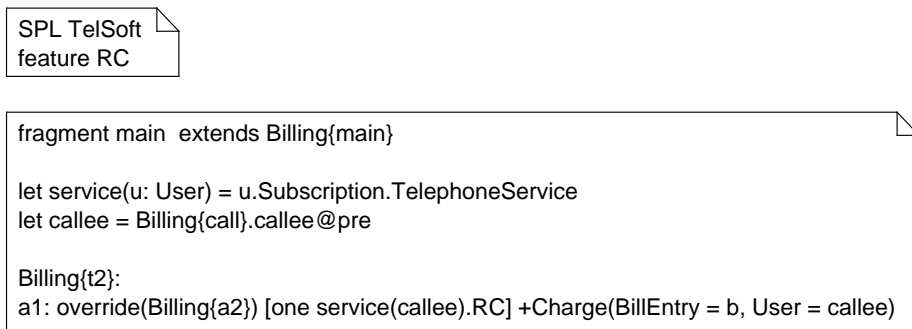 SPL TelSoft
feature RC
fragment main extends Billing{main}
let service(u: User) = u.Subscription.TelephoneService
let callee = Billing{call}.callee@pre
Billing{t2}:
a1: override(Billing{a2}) [one service(callee).RC] +Charge(BillEntry = b, User = callee)